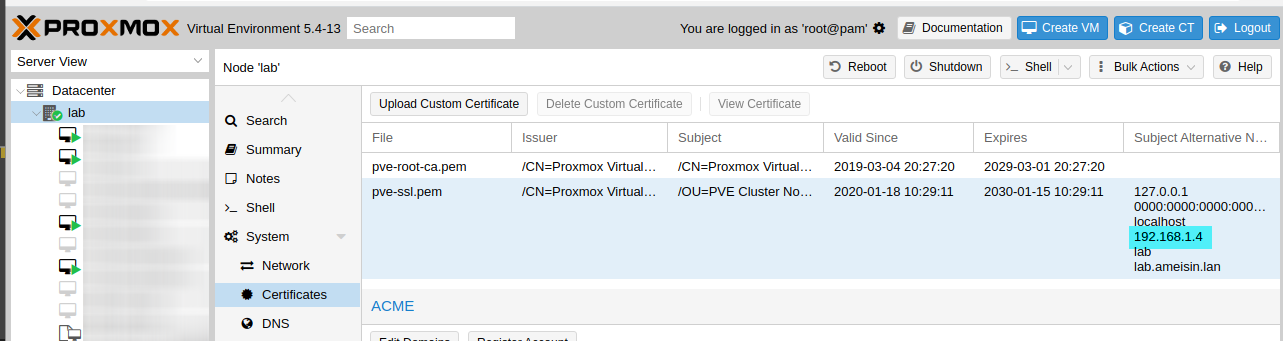 PROXMOX Virtual Environment 5.4-13 Search You are logged in as 'root@pam' Documentation Create VM Create CT Logout
Server View
Node 'lab' Reboot Shutdown Shell Bulk Actions Help
Datacenter
lab
Search
Summary
Notes
Shell
System
Network
Certificates
DNS
Upload Custom Certificate Delete Custom Certificate View Certificate
File Issuer Subject Valid Since Expires Subject Alternative N...
pve-root-ca.pem /CN=Proxmox Virtual... /CN=Proxmox Virtual... 2019-03-04 20:27:20 2029-03-01 20:27:20
pve-ssl.pem /CN=Proxmox Virtual... /OU=PVE Cluster No... 2020-01-18 10:29:11 2030-01-15 10:29:11 127.0.0.1
0000:0000:0000:000...
localhost
192.168.1.4
lab
lab.ameisin.lan
ACME
Edit Domains Register Account